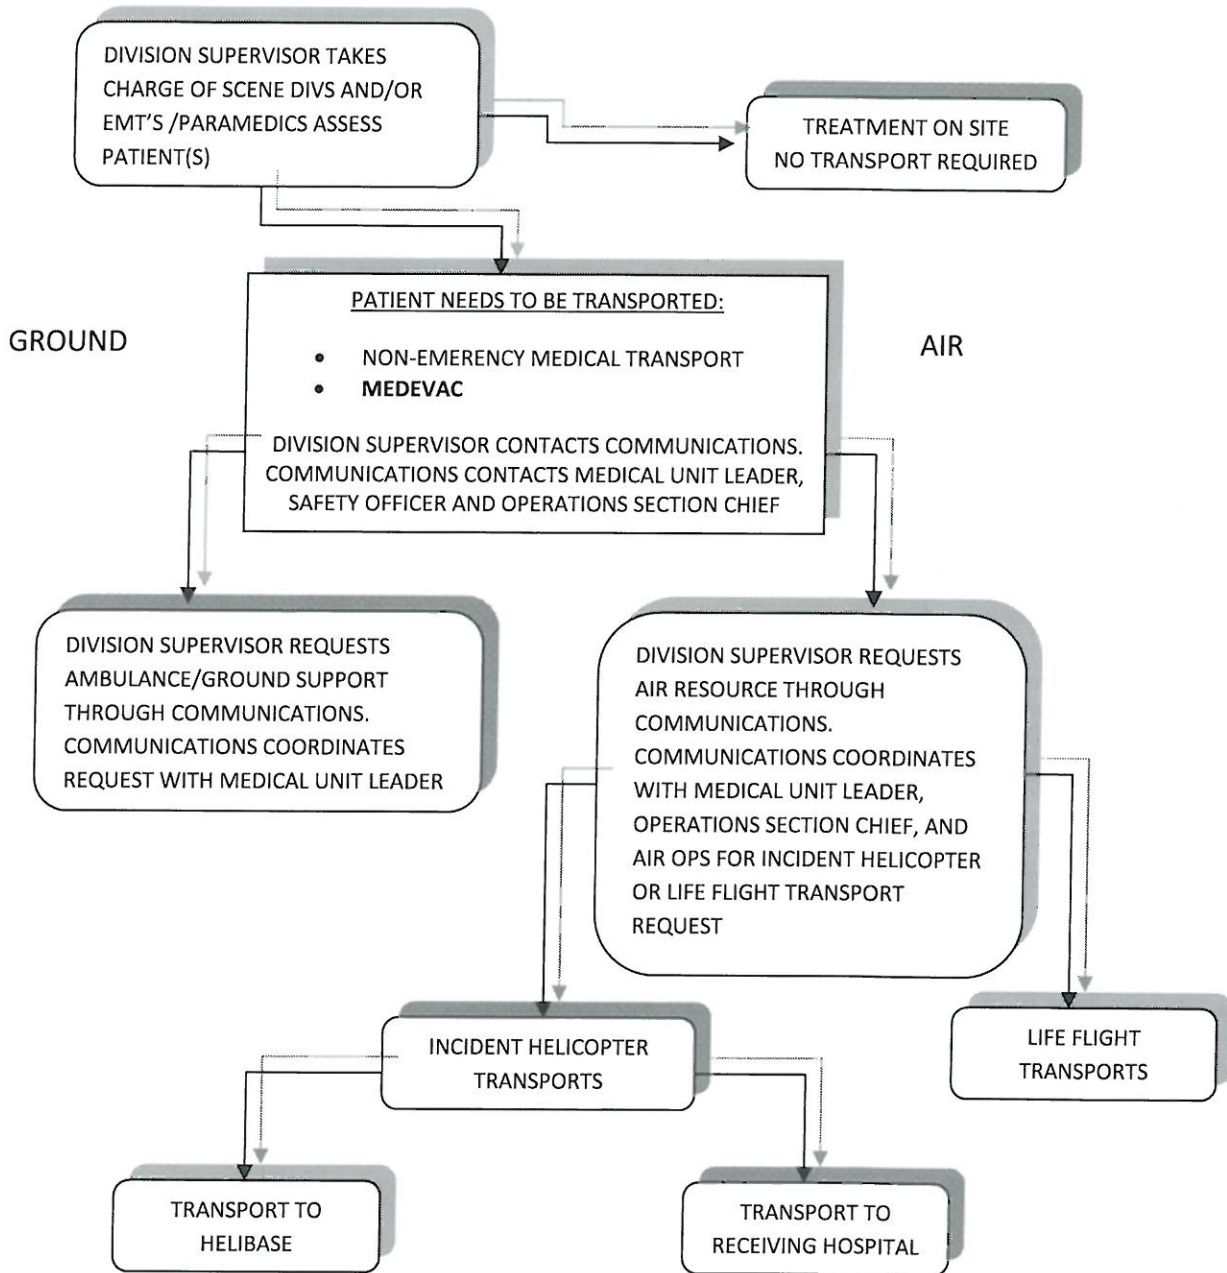 DIVISION SUPERVISOR TAKES
CHARGE OF SCENE DIVS AND/OR
EMT'S /PARAMEDICS ASSESS
PATIENT(S)
TREATMENT ON SITE
NO TRANSPORT REQUIRED
GROUND
PATIENT NEEDS TO BE TRANSPORTED:
• NON-EMERENCY MEDICAL TRANSPORT
• MEDEVAC
DIVISION SUPERVISOR CONTACTS COMMUNICATIONS.
COMMUNICATIONS CONTACTS MEDICAL UNIT LEADER,
SAFETY OFFICER AND OPERATIONS SECTION CHIEF
AIR
DIVISION SUPERVISOR REQUESTS
AMBULANCE/GROUND SUPPORT
THROUGH COMMUNICATIONS.
COMMUNICATIONS COORDINATES
REQUEST WITH MEDICAL UNIT LEADER
DIVISION SUPERVISOR REQUESTS
AIR RESOURCE THROUGH
COMMUNICATIONS.
COMMUNICATIONS COORDINATES
WITH MEDICAL UNIT LEADER,
OPERATIONS SECTION CHIEF, AND
AIR OPS FOR INCIDENT HELICOPTER
OR LIFE FLIGHT TRANSPORT
REQUEST
INCIDENT HELICOPTER
TRANSPORTS
LIFE FLIGHT
TRANSPORTS
TRANSPORT TO
HELIBASE
TRANSPORT TO
RECEIVING HOSPITAL